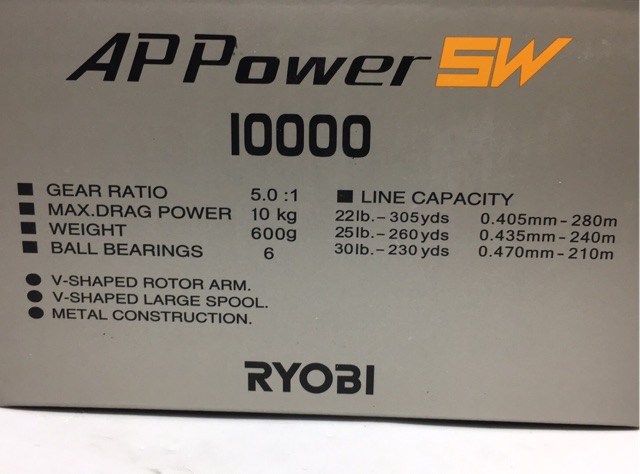 APPower SW
10000
■ GEAR RATIO 5.0 :1
■ MAX.DRAG POWER 10 kg
■ WEIGHT 600g
■ BALL BEARINGS 6
■ LINE CAPACITY
22lb.-305yds 0.405mm-280m
25lb.-260yds 0.435mm-240m
30lb.-230yds 0.470mm-210m
● V-SHAPED ROTOR ARM.
● V-SHAPED LARGE SPOOL.
● METAL CONSTRUCTION.
RYOBI